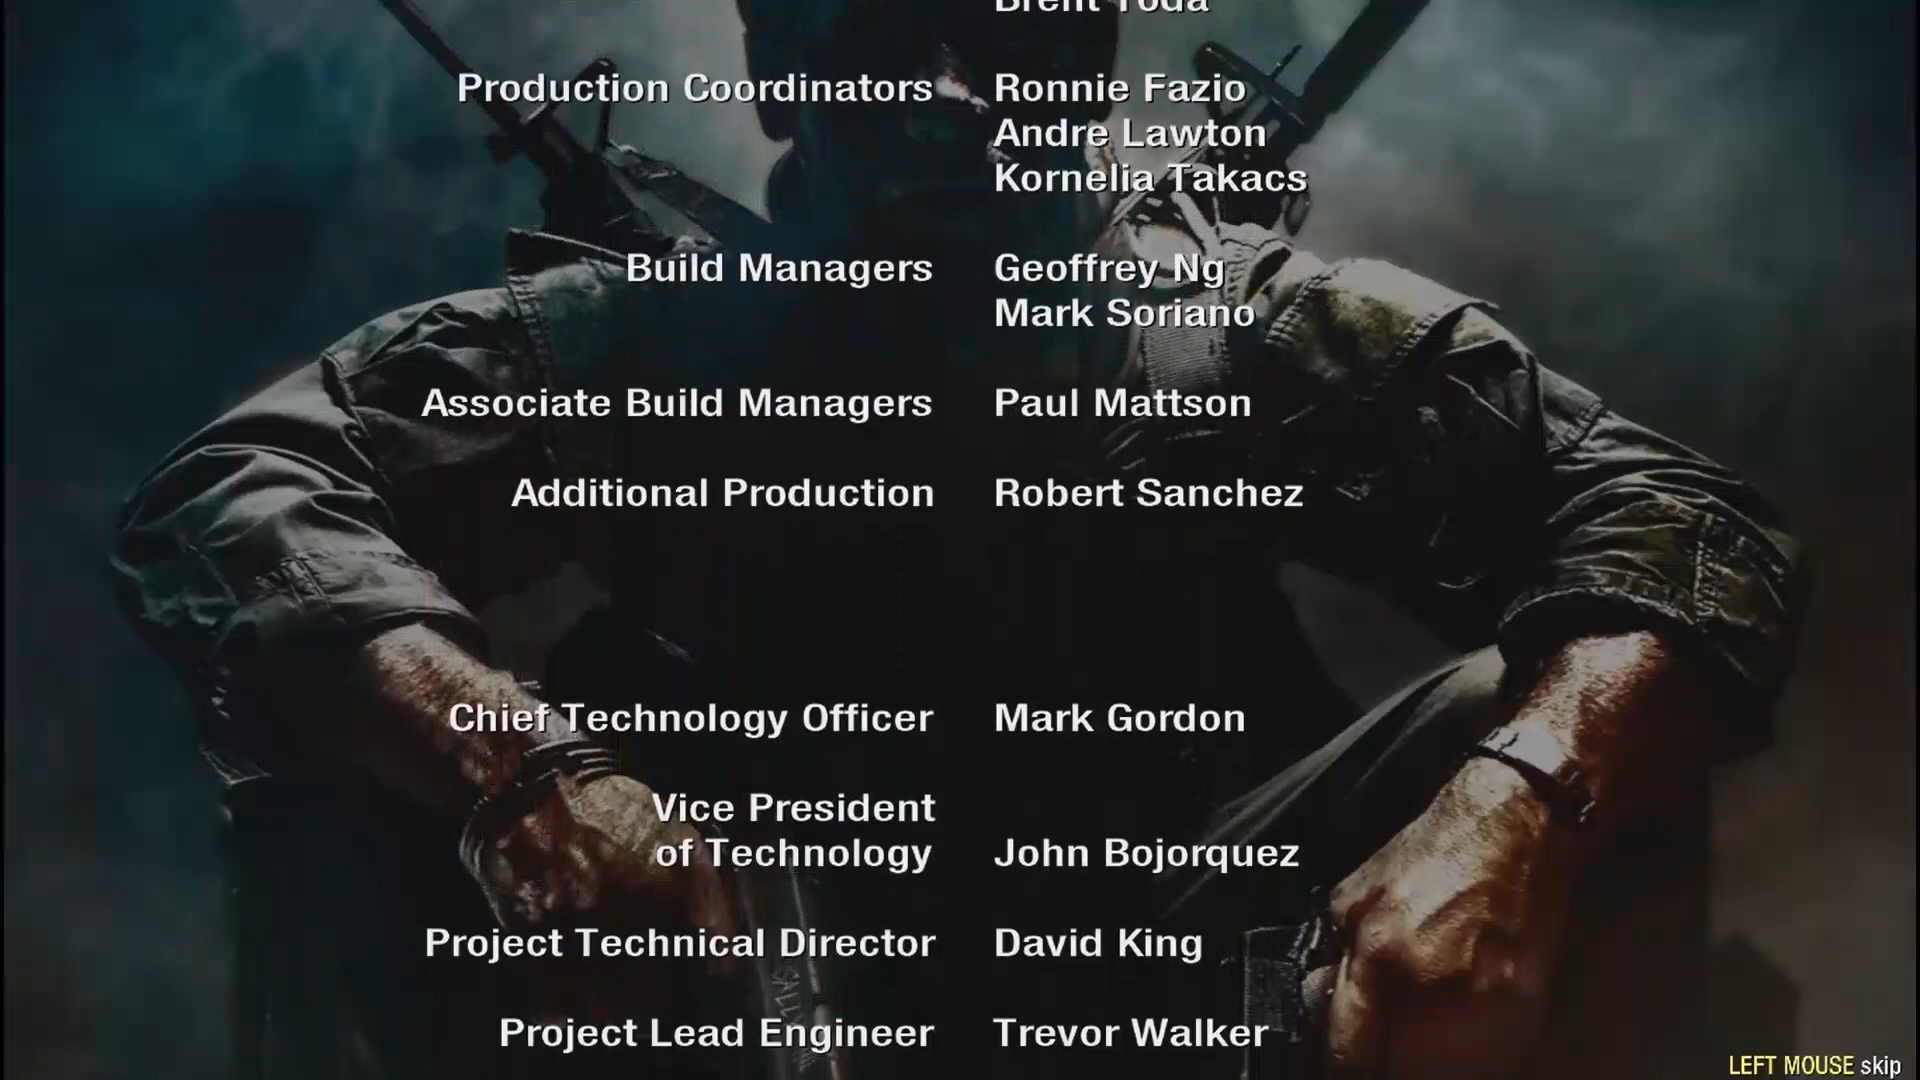 Brent Yoda
Production Coordinators Ronnie Fazio
Andre Lawton
Kornelia Takacs
Build Managers Geoffrey Ng
Mark Soriano
Associate Build Managers Paul Mattson
Additional Production Robert Sanchez
Chief Technology Officer Mark Gordon
Vice President
of Technology John Bojorquez
Project Technical Director David King
Project Lead Engineer Trevor Walker
LEFT MOUSE skip